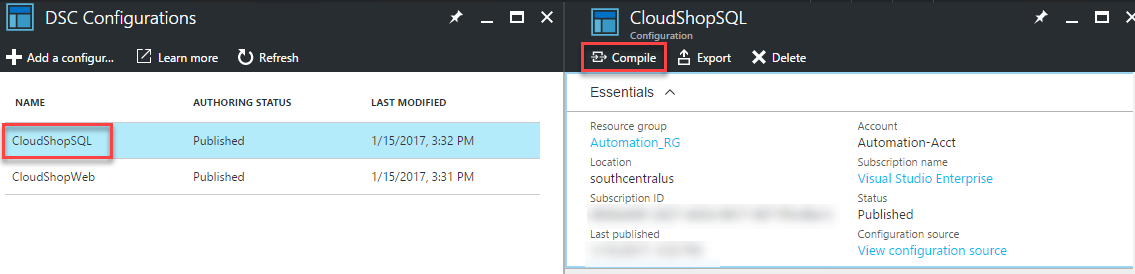 DSC Configurations
Add a configur... Learn more Refresh
NAME AUTHORING STATUS LAST MODIFIED
CloudShopSQL Published 1/15/2017, 3:32 PM
CloudShopWeb Published 1/15/2017, 3:31 PM
CloudShopSQL
Configuration
Compile Export Delete
Essentials
Resource group Account
Automation_RG Automation-Acct
Location Subscription name
southcentralus Visual Studio Enterprise
Subscription ID Status
Published
Last published Configuration source
View configuration source